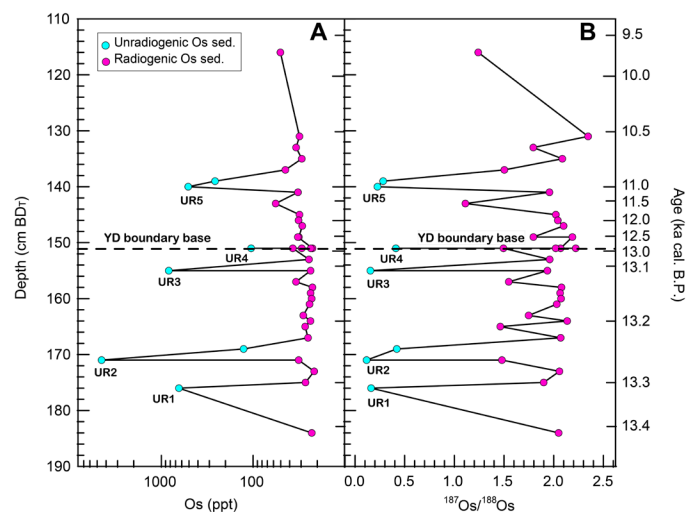 A
B
Unradiogenic Os sed.
Radiogenic Os sed.
110
120
130
140
150
160
170
180
190
Depth (cm BDT)
UR5
YD boundary base
UR4
UR3
UR2
UR1
1000
100
Os (ppt)
UR5
YD boundary base
UR4
UR3
UR2
UR1
0.0
0.5
1.0
1.5
2.0
2.5
187Os/188Os
9.5
10.0
10.5
11.0
11.5
12.0
12.5
13.0
13.1
13.2
13.3
13.4
Age (ka cal. B.P.)